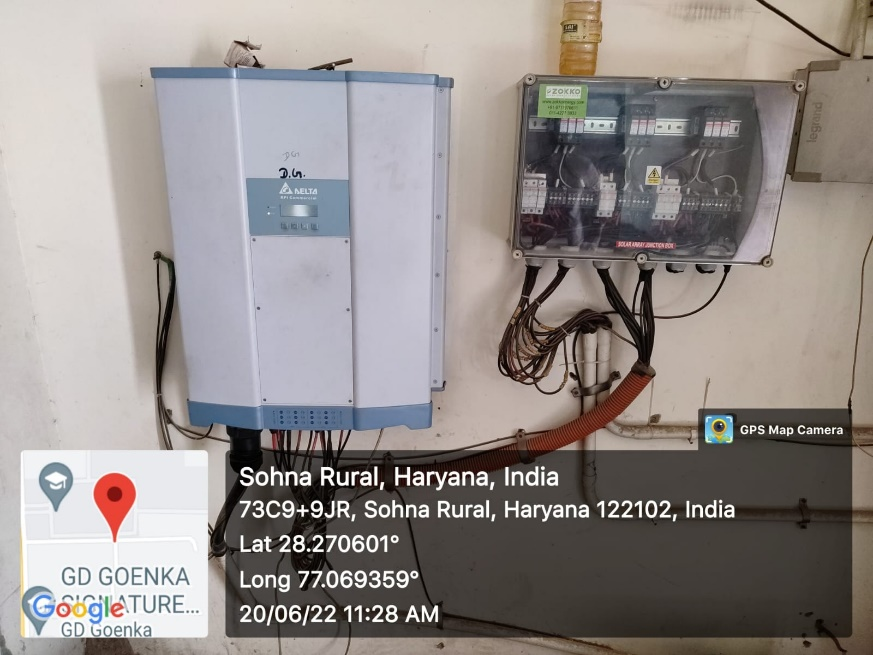 D.G.
DELTA
RPI Commercial
ZOKKO
SOLAR ARRAY JUNCTION BOX
legrand
GPS Map Camera
Sohna Rural, Haryana, India
73C9+9JR, Sohna Rural, Haryana 122102, India
Lat 28.270601°
Long 77.069359°
20/06/22 11:28 AM
GD GOENKA
SIGNATURE...
GD Goenka
Google